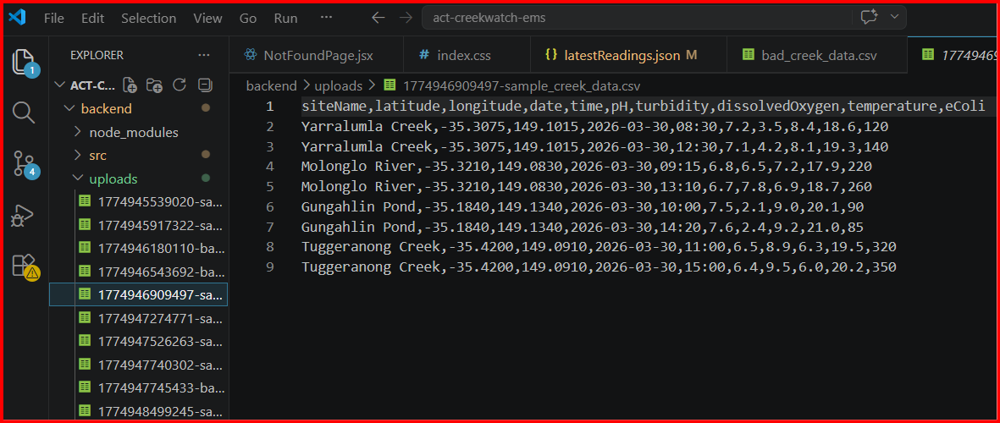 File Edit Selection View Go Run ··· act-creekwatch-ems
EXPLORER ···
NotFoundPage.jsx
# index.css
{} latestReadings.json M
bad_creek_data.csv
1774946
1
ACT-C...
backend > uploads > 1774946909497-sample_creek_data.csv
backend
node_modules
src
4
uploads
1774945539020-sa...
1774945917322-sa...
1774946180110-ba...
1774946543692-ba...
1774946909497-sa...
1774947274771-sa...
1774947526263-sa...
1774947740302-sa...
1774947745433-ba...
1774948499245-sa...
1 siteName,latitude,longitude,date,time,pH,turbidity,dissolvedOxygen,temperature,eColi
2 Yarralumla Creek,-35.3075,149.1015,2026-03-30,08:30,7.2,3.5,8.4,18.6,120
3 Yarralumla Creek,-35.3075,149.1015,2026-03-30,12:30,7.1,4.2,8.1,19.3,140
4 Molonglo River,-35.3210,149.0830,2026-03-30,09:15,6.8,6.5,7.2,17.9,220
5 Molonglo River,-35.3210,149.0830,2026-03-30,13:10,6.7,7.8,6.9,18.7,260
6 Gungahlin Pond,-35.1840,149.1340,2026-03-30,10:00,7.5,2.1,9.0,20.1,90
7 Gungahlin Pond,-35.1840,149.1340,2026-03-30,14:20,7.6,2.4,9.2,21.0,85
8 Tuggeranong Creek,-35.4200,149.0910,2026-03-30,11:00,6.5,8.9,6.3,19.5,320
9 Tuggeranong Creek,-35.4200,149.0910,2026-03-30,15:00,6.4,9.5,6.0,20.2,350